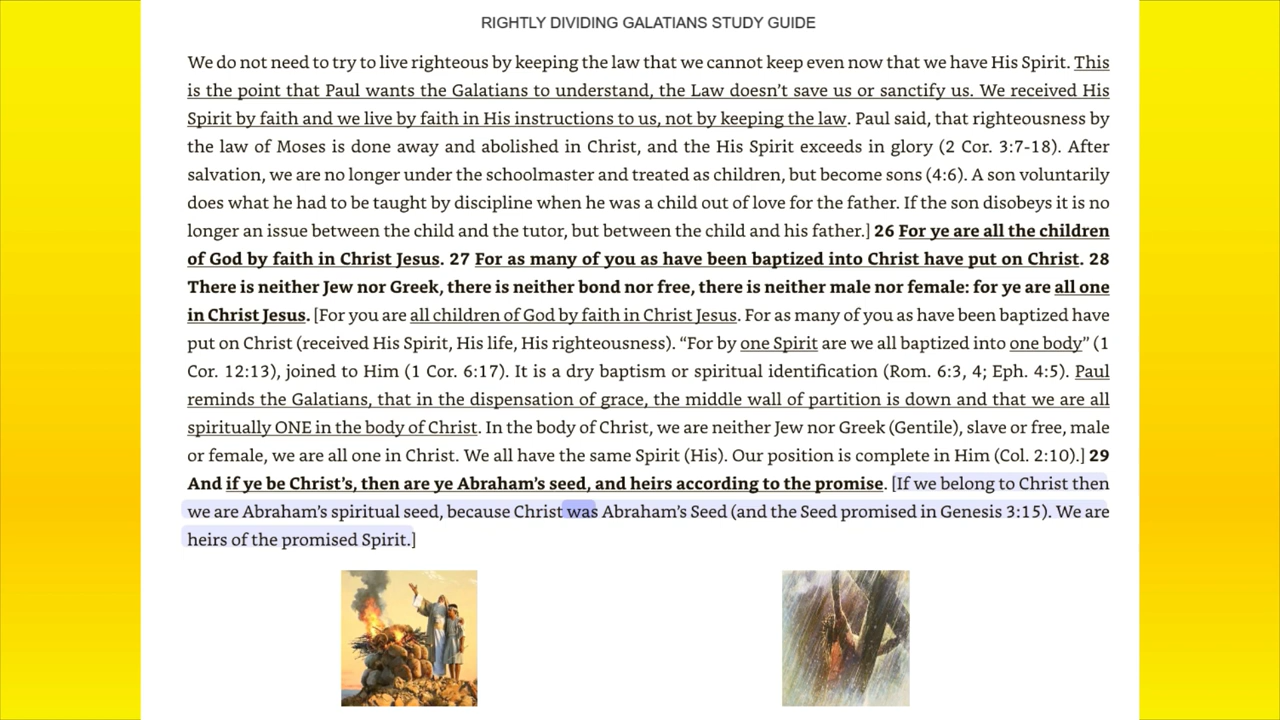 RIGHTLY DIVIDING GALATIANS STUDY GUIDE
We do not need to try to live righteous by keeping the law that we cannot keep even now that we have His Spirit. This
is the point that Paul wants the Galatians to understand, the Law doesn’t save us or sanctify us. We received His
Spirit by faith and we live by faith in His instructions to us, not by keeping the law. Paul said, that righteousness by
the law of Moses is done away and abolished in Christ, and the His Spirit exceeds in glory (2 Cor. 3:7-18). After
salvation, we are no longer under the schoolmaster and treated as children, but become sons (4:6). A son voluntarily
does what he had to be taught by discipline when he was a child out of love for the father. If the son disobeys it is no
longer an issue between the child and the tutor, but between the child and his father.] 26 For ye are all the children
of God by faith in Christ Jesus. 27 For as many of you as have been baptized into Christ have put on Christ. 28
There is neither Jew nor Greek, there is neither bond nor free, there is neither male nor female: for ye are all one
in Christ Jesus. [For you are all children of God by faith in Christ Jesus. For as many of you as have been baptized have
put on Christ (received His Spirit, His life, His righteousness). “For by one Spirit are we all baptized into one body” (1
Cor. 12:13), joined to Him (1 Cor. 6:17). It is a dry baptism or spiritual identification (Rom. 6:3, 4; Eph. 4:5). Paul
reminds the Galatians, that in the dispensation of grace, the middle wall of partition is down and that we are all
spiritually ONE in the body of Christ. In the body of Christ, we are neither Jew nor Greek (Gentile), slave or free, male
or female, we are all one in Christ. We all have the same Spirit (His). Our position is complete in Him (Col. 2:10).] 29
And if ye be Christ’s, then are ye Abraham’s seed, and heirs according to the promise. [If we belong to Christ then
we are Abraham’s spiritual seed, because Christ was Abraham’s Seed (and the Seed promised in Genesis 3:15). We are
heirs of the promised Spirit.]